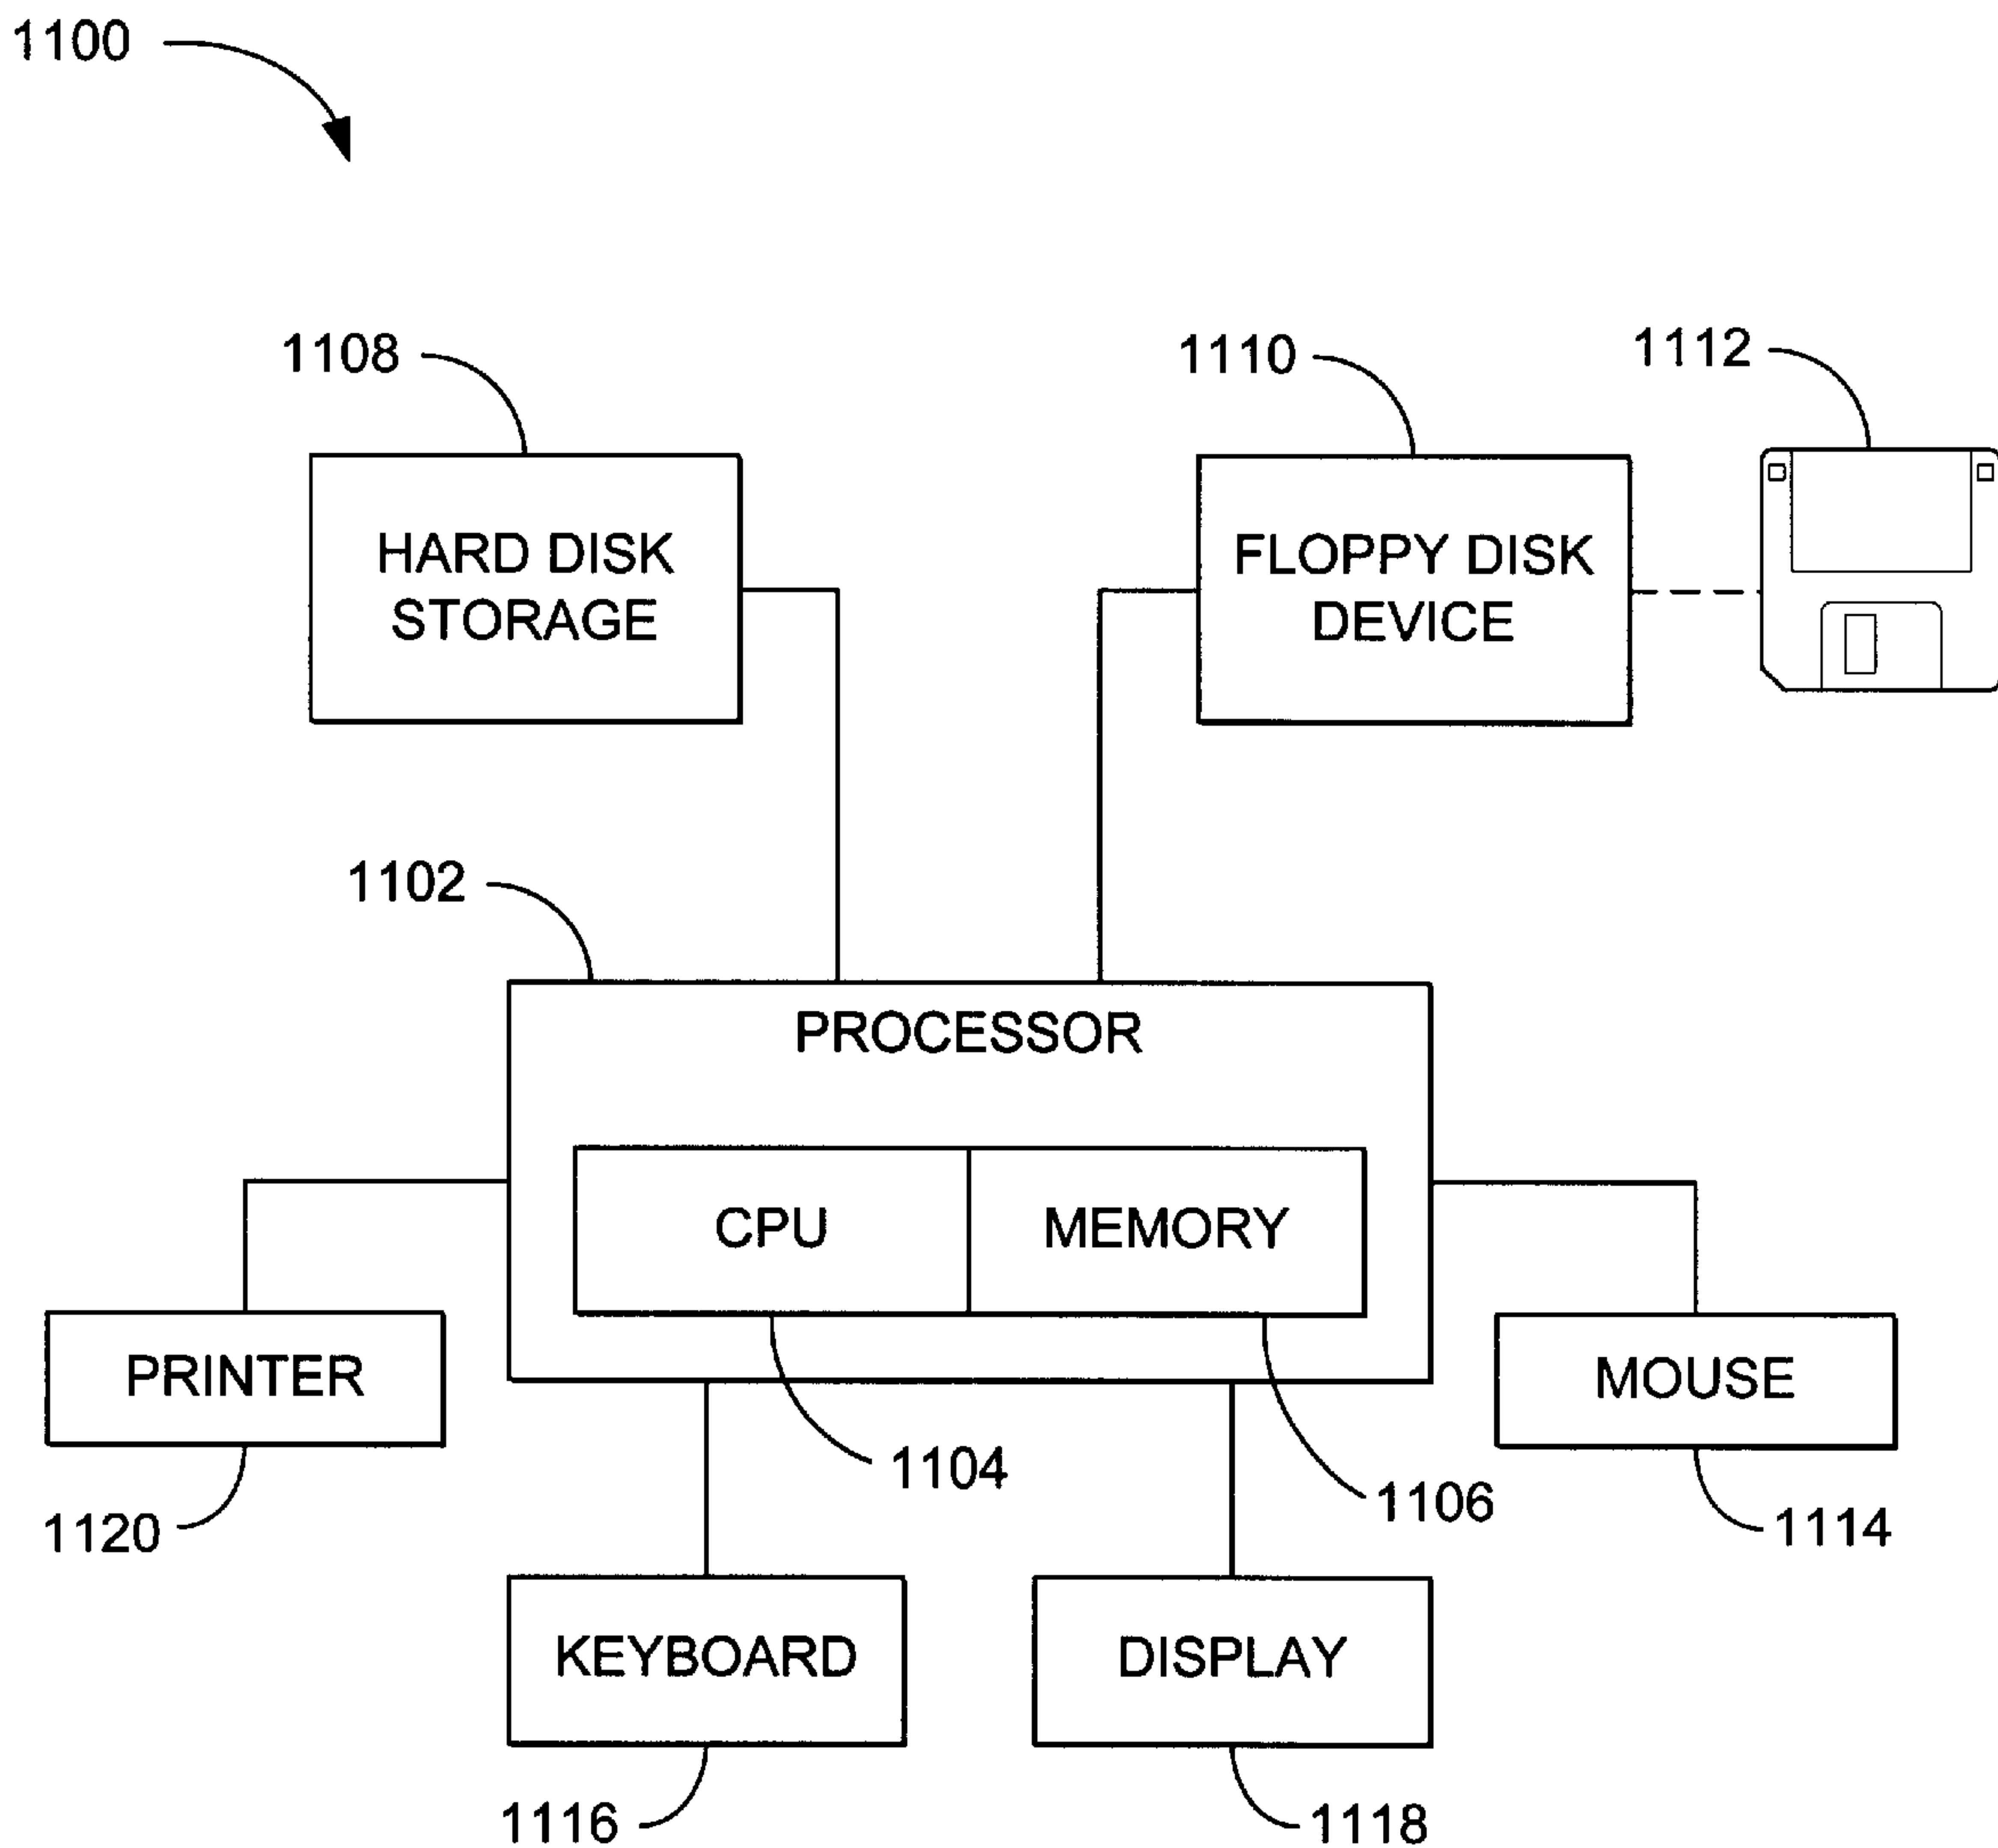 1100
1108
1110
1112
HARD DISK
STORAGE
FLOPPY DISK
DEVICE
1102
PROCESSOR
CPU
MEMORY
PRINTER
MOUSE
1104
1106
1120
1114
KEYBOARD
DISPLAY
1116
1118